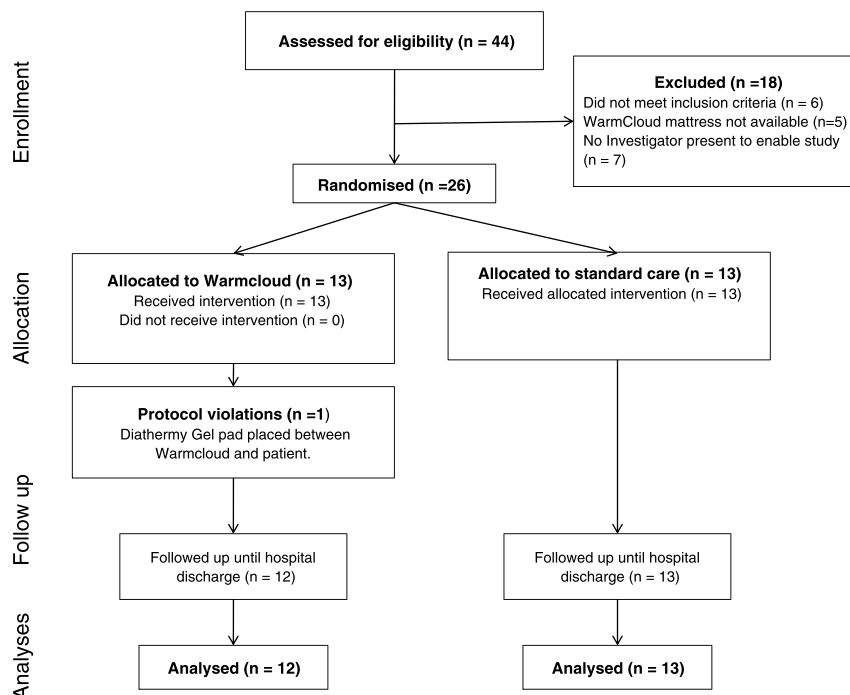 Enrollment
Assessed for eligibility (n = 44)
Excluded (n =18)
Did not meet inclusion criteria (n = 6)
WarmCloud mattress not available (n=5)
No Investigator present to enable study
(n = 7)
Randomised (n =26)
Allocation
Allocated to Warmcloud (n = 13)
Received intervention (n = 13)
Did not receive intervention (n = 0)
Allocated to standard care (n = 13)
Received allocated intervention (n = 13)
Protocol violations (n =1)
Diathermy Gel pad placed between
Warmcloud and patient.
Follow up
Followed up until hospital
discharge (n = 12)
Followed up until hospital
discharge (n = 13)
Analyses
Analysed (n = 12)
Analysed (n = 13)